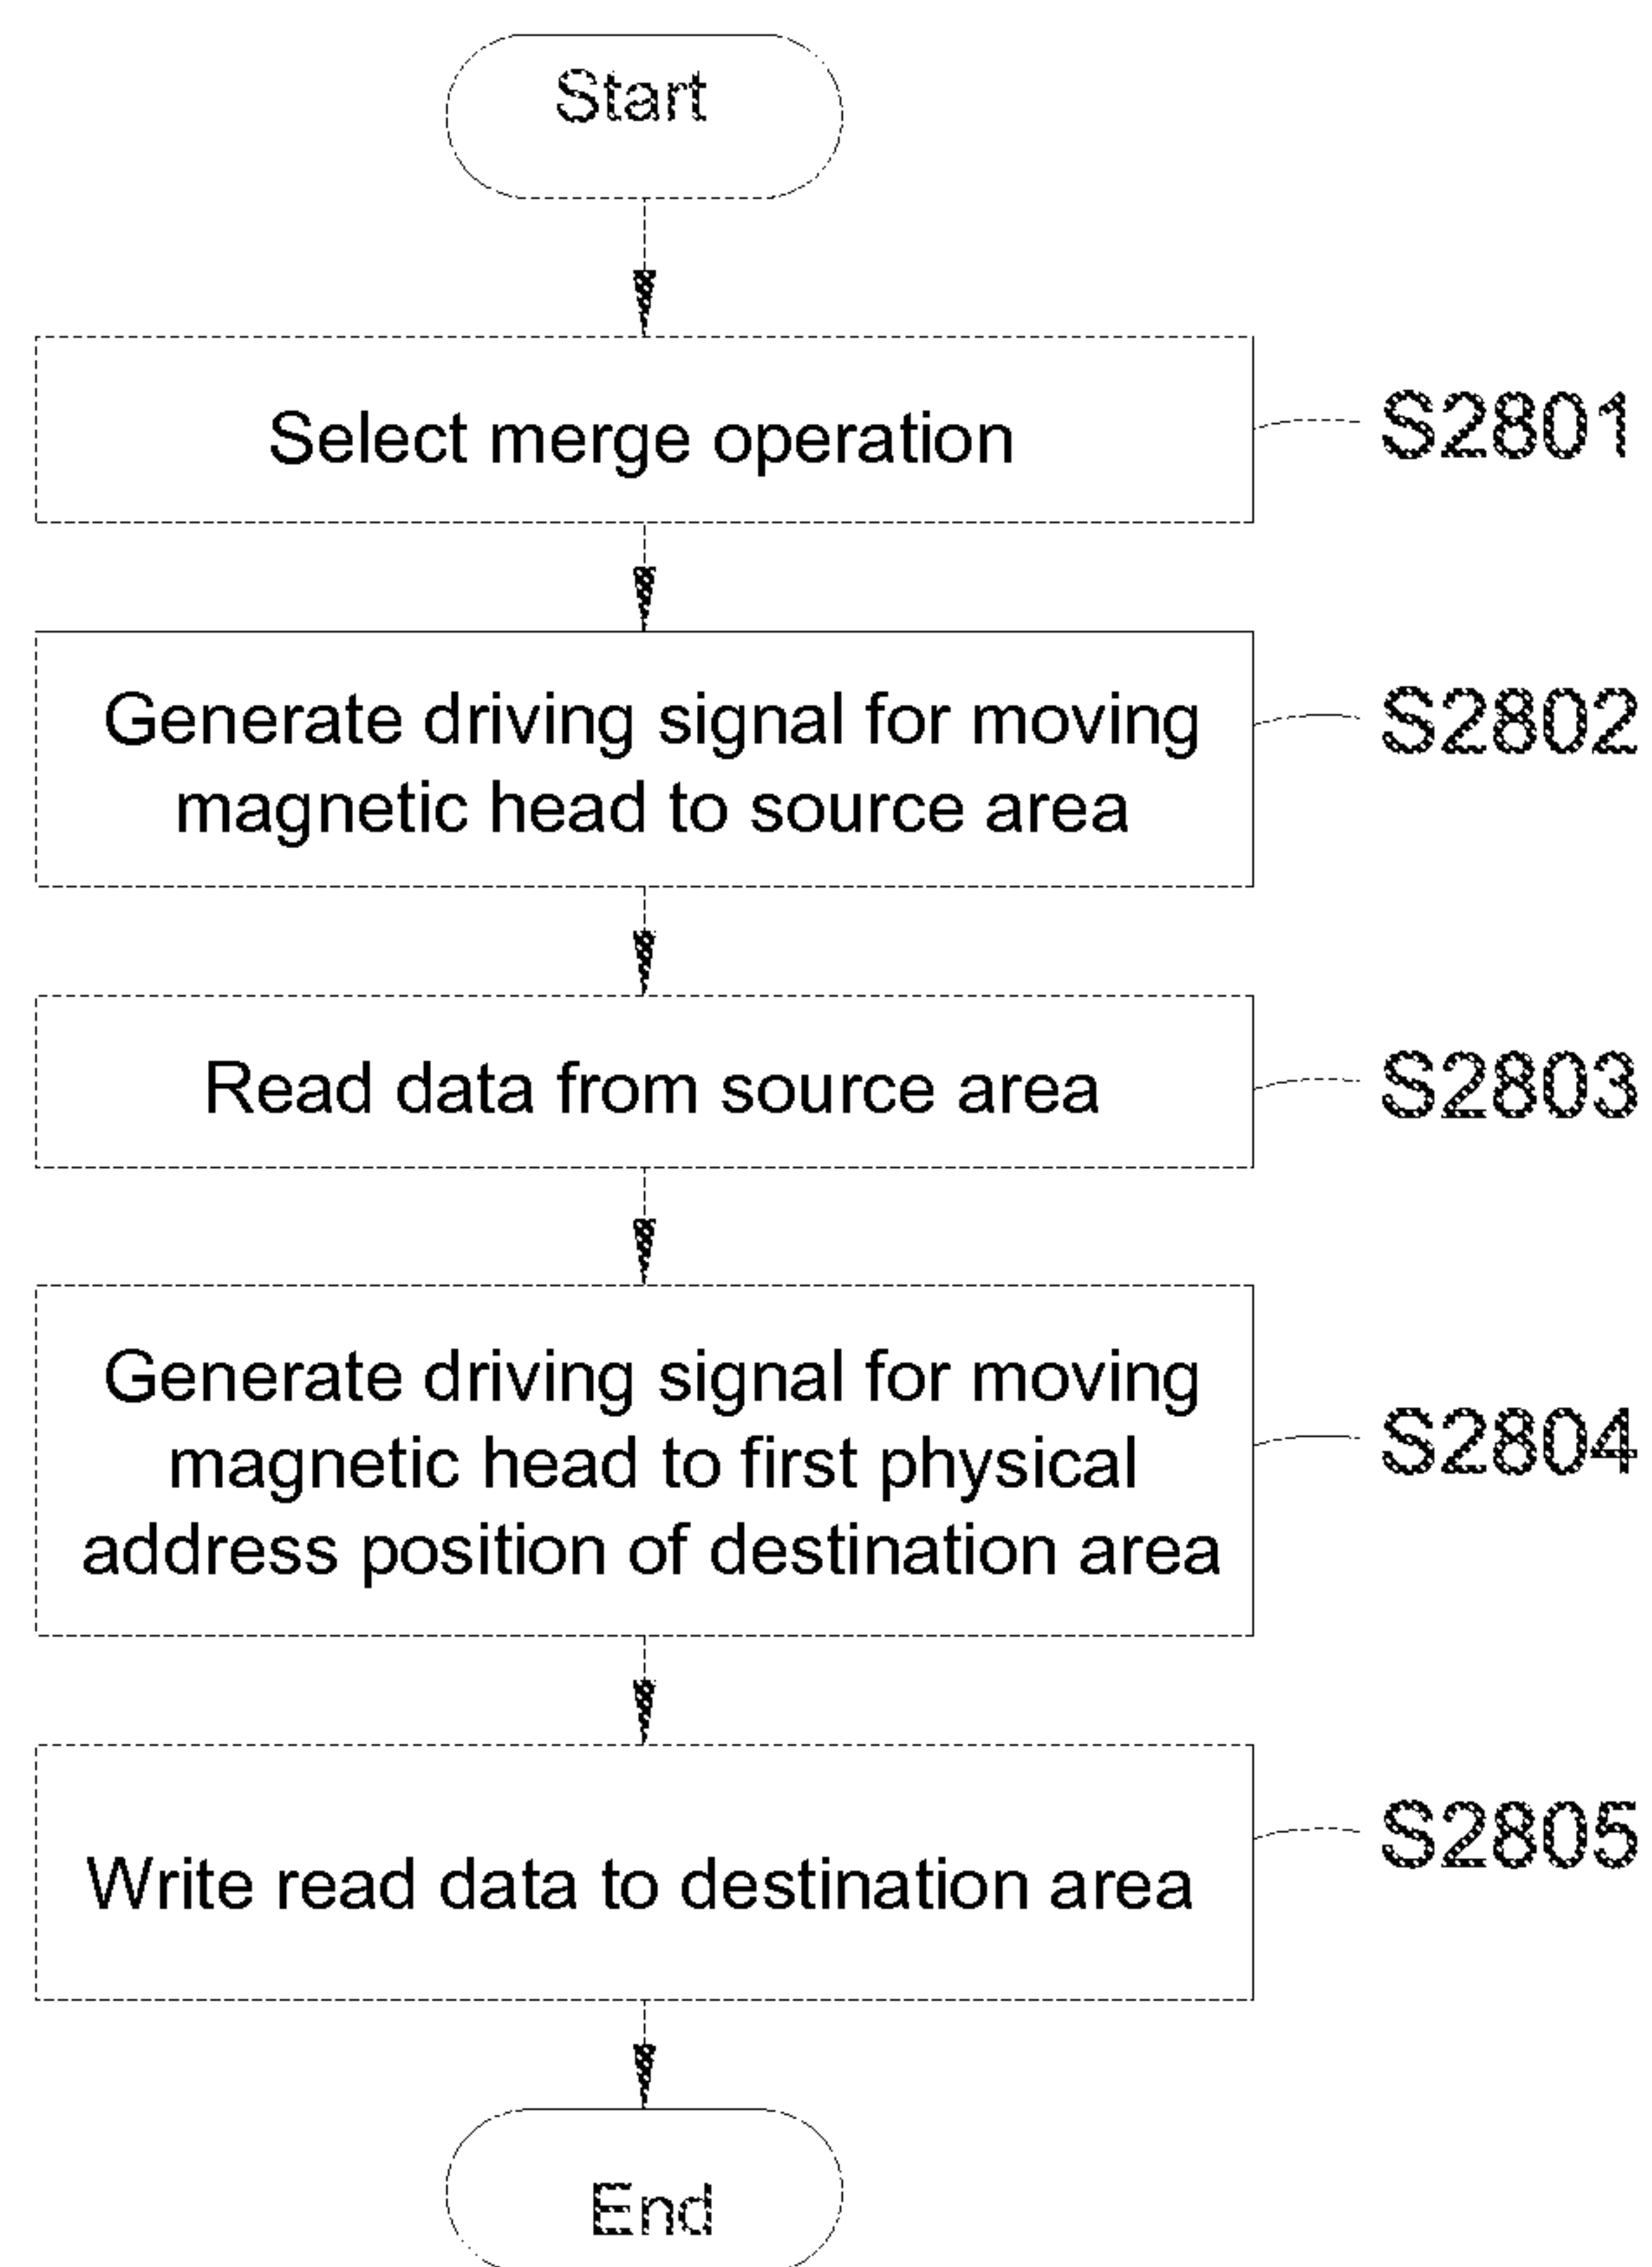 Start
Select merge operation
S2801
Generate driving signal for moving
magnetic head to source area
S2802
Read data from source area
S2803
Generate driving signal for moving
magnetic head to first physical
address position of destination area
S2804
Write read data to destination area
S2805
End